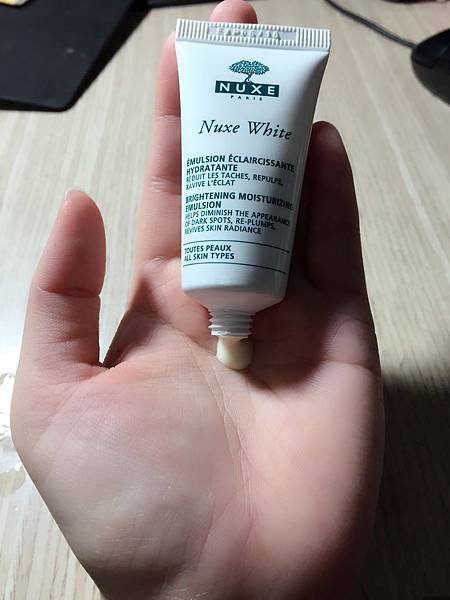 NUXE
PARIS
Nuxe White
ÉMULSION ÉCLAIRCISSANTE
HYDRATANTE
RÉDUIT LES TACHES, REPULPE,
RAVIVE L'ÉCLAT
BRIGHTENING MOISTURIZING
EMULSION
HELPS DIMINISH THE APPEARANCE
OF DARK SPOTS, RE-PLUMPS,
REVIVES SKIN RADIANCE
TOUTES PEAUX
ALL SKIN TYPES